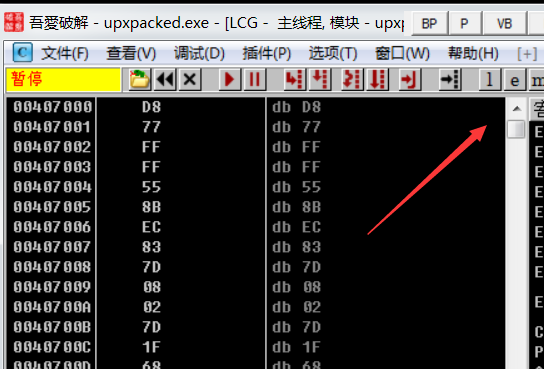 吾愛破解 - upxpacked.exe - [LCG - 主线程, 模块 - upxp BP P VB
C 文件(F) 查看(V) 调试(D) 插件(P) 选项(T) 窗口(W) 帮助(H) [+]
暂停 l e m
00407000 D8 db D8
00407001 77 db 77
00407002 FF db FF
00407003 FF db FF
00407004 55 db 55
00407005 8B db 8B
00407006 EC db EC
00407007 83 db 83
00407008 7D db 7D
00407009 08 db 08
0040700A 02 db 02
0040700B 7D db 7D
0040700C 1F db 1F
0040700D 68 db 68